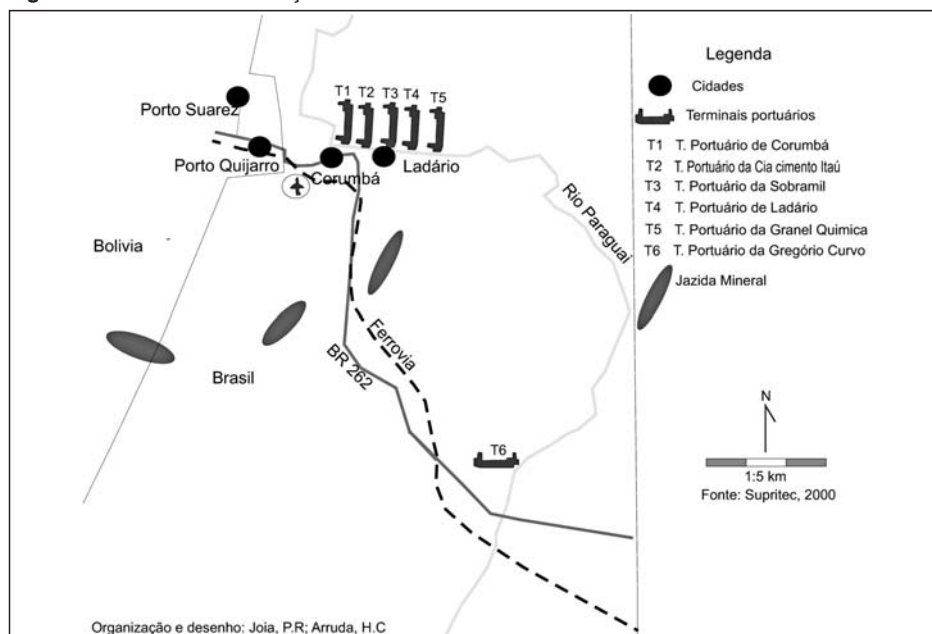 Legenda
Cidades
Terminais portuários
T1 T. Portuário de Corumbá
T2 T. Portuário da Cia cimento Itaú
T3 T. Portuário da Sobramil
T4 T. Portuário de Ladário
T5 T. Portuário da Granel Quimica
T6 T. Portuário da Gregório Curvo
Jazida Mineral
T1 T2 T3 T4 T5
Porto Suarez
Porto Quijarro
Corumbá
Ladário
Rio Paraguai
Bolivia
Brasil
Ferrovia
BR 262
T6
N
1:5 km
Fonte: Supritec, 2000
Organização e desenho: Joia, P.R; Arruda, H.C